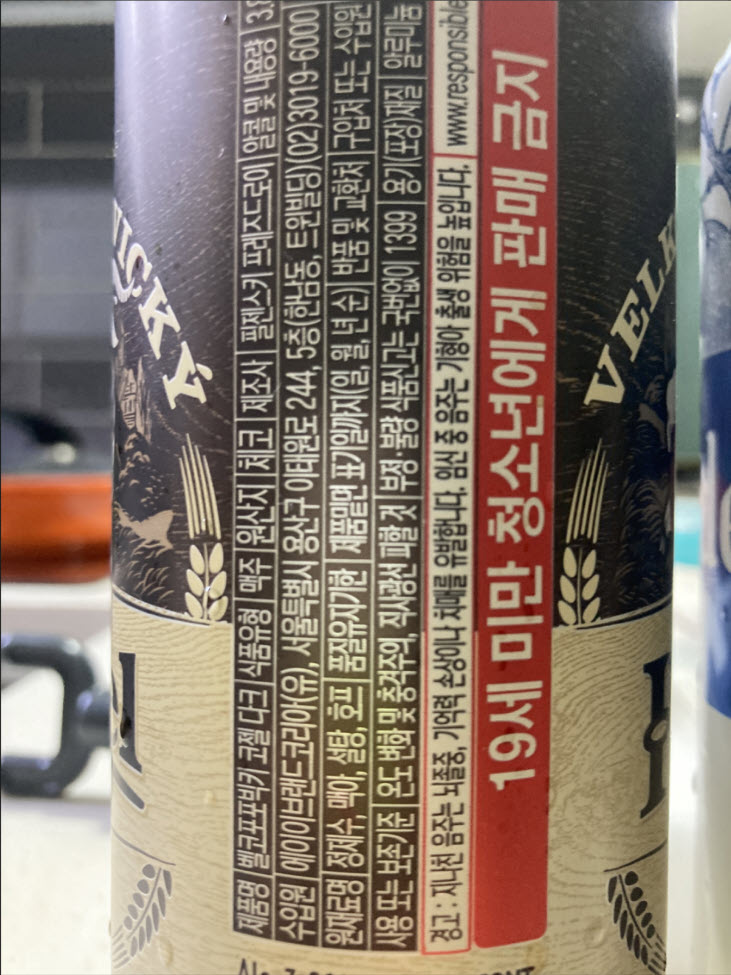 제품명 벨코포포빅키 코젤 다크 식품유형 맥주 원산지 체코 제조사 필젠스키 프레즈드로이 알콜 및 내용량 3.8
수입원 에이이브랜드코리아(유), 서울특별시 용산구 이태원로 244, 5층(한남동, 트윈빌딩)(02)3019-6000
원재료명 정제수, 맥아, 설탕, 호프 품질유지기한 제품밑면 표기일까지(일, 월, 년 순) 반품 및 교환처 구입처 또는 수입원
사용 또는 보존기준 온도 변화 및 충격주의, 직사광선 피할 것 부정·불량 식품신고는 국번없이 1399 용기(포장)재질 알루미늄
경고 : 지나친 음주는 뇌졸중, 기억력 손상이나 치매를 유발합니다. 임신 중 음주는 기형아 출생 위험을 높입니다. www.responsible
19세 미만 청소년에게 판매 금지
VELK